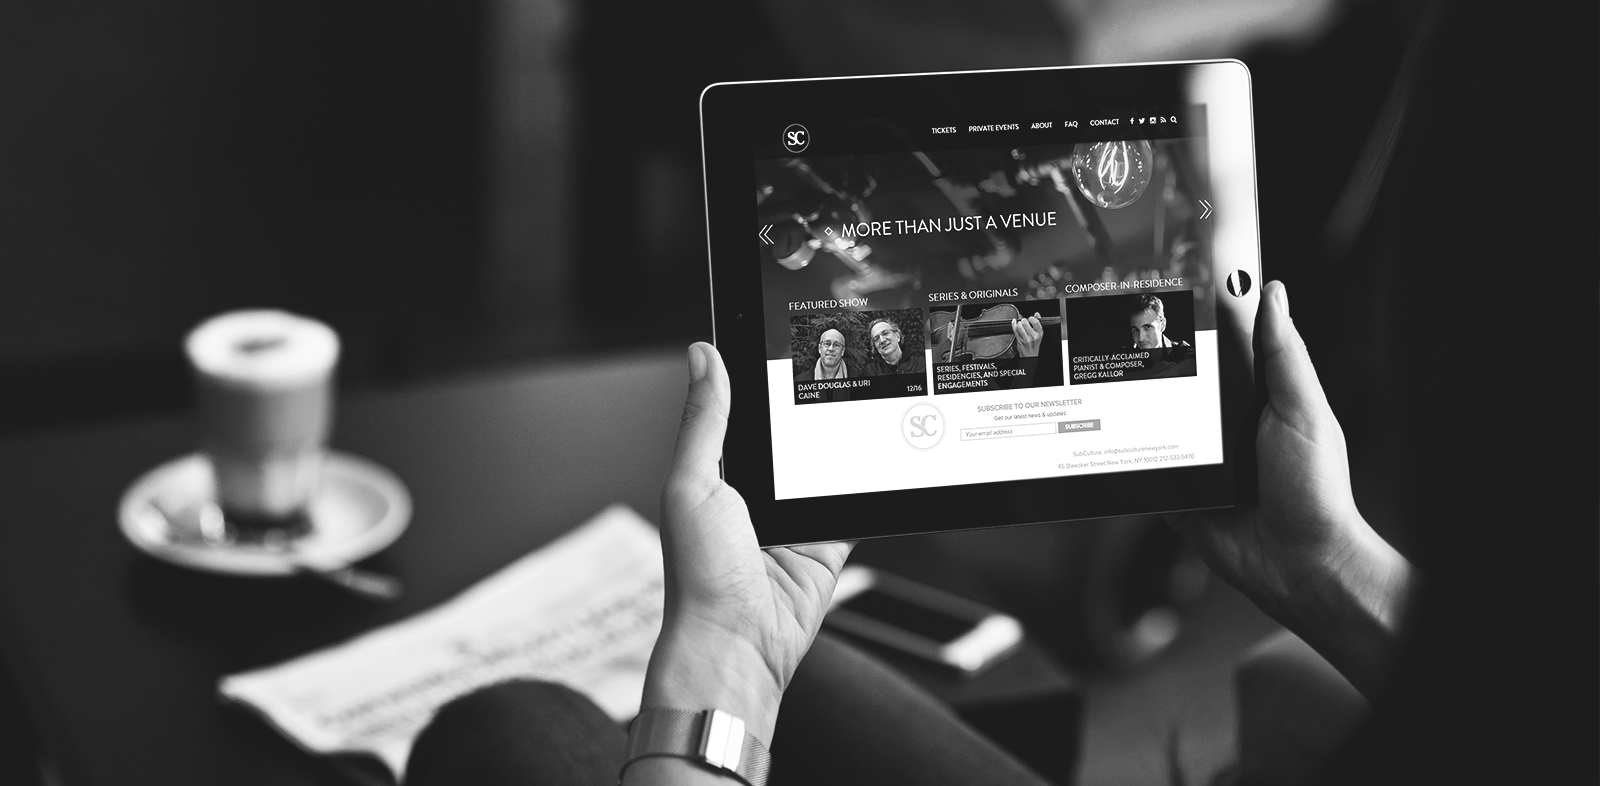 SC
TICKETS PRIVATE EVENTS ABOUT FAQ CONTACT
MORE THAN JUST A VENUE
FEATURED SHOW
DAVE DOUGLAS & URI
CAINE
12/16
SERIES & ORIGINALS
SERIES, FESTIVALS,
RESIDENCIES, AND SPECIAL
ENGAGEMENTS
COMPOSER-IN-RESIDENCE
CRITICALLY-ACCLAIMED
PIANIST & COMPOSER,
GREGG KALLOR
SC
SUBSCRIBE TO OUR NEWSLETTER
Get our latest news & updates
Your email address
SUBSCRIBE
SubCulture, info@subculturenewyork.com
45 Bleecker Street New York, NY 10012 212-533-5470